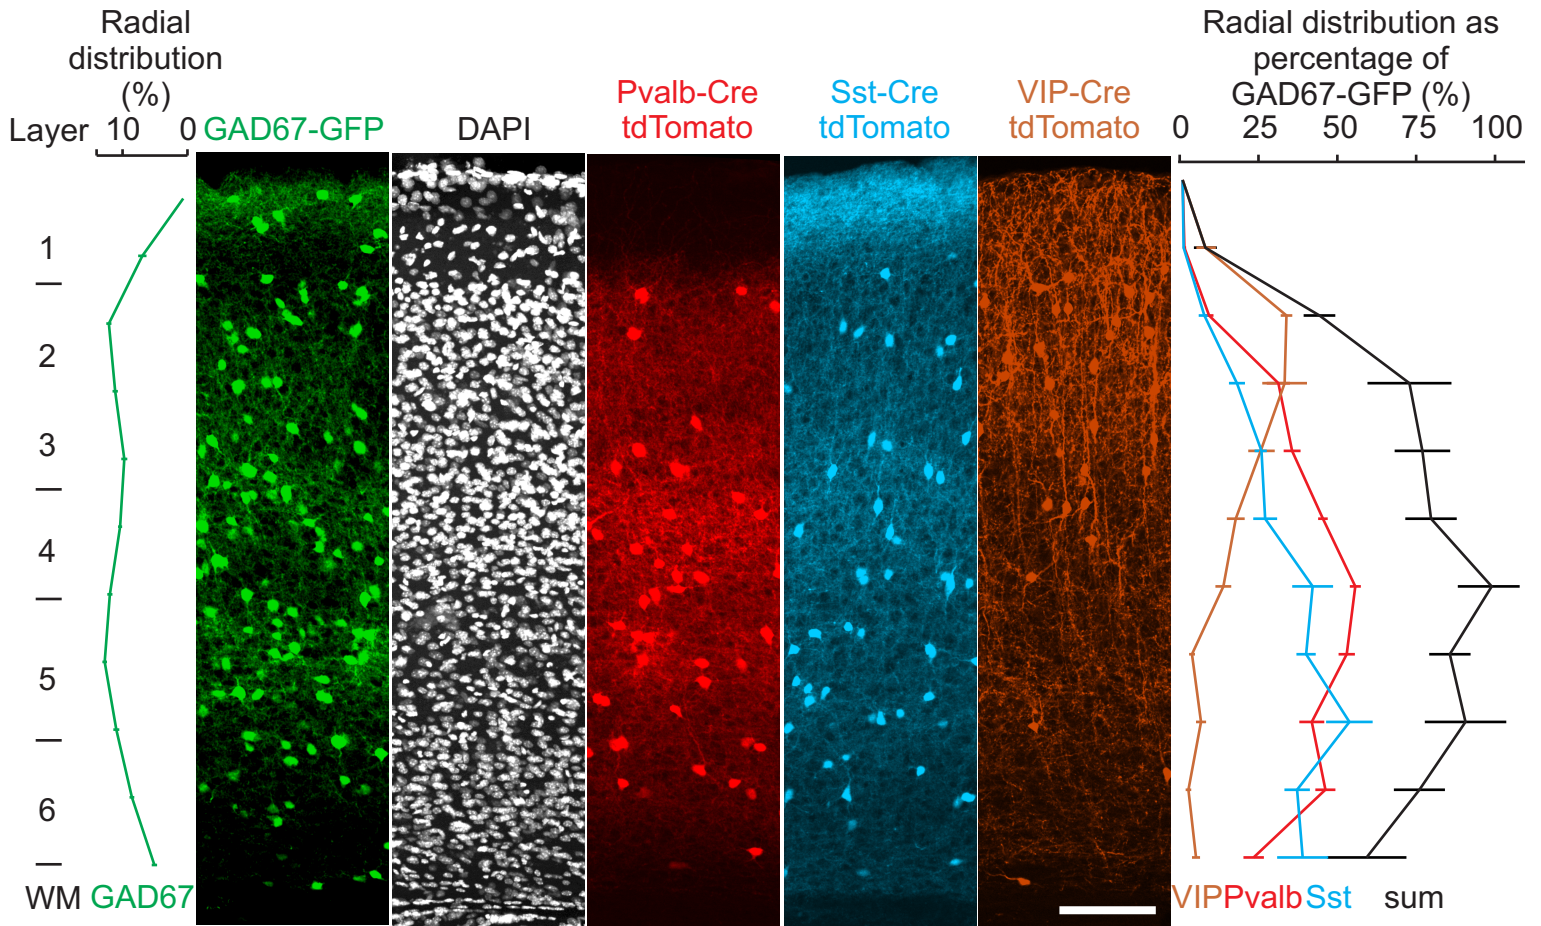 Radial
distribution
(%)
Layer 10 0
GAD67-GFP
DAPI
Pvalb-Cre
tdTomato
Sst-Cre
tdTomato
VIP-Cre
tdTomato
Radial distribution as
percentage of
GAD67-GFP (%)
0 25 50 75 100
1
2
3
4
5
6
WM GAD67
VIP Pvalb Sst sum